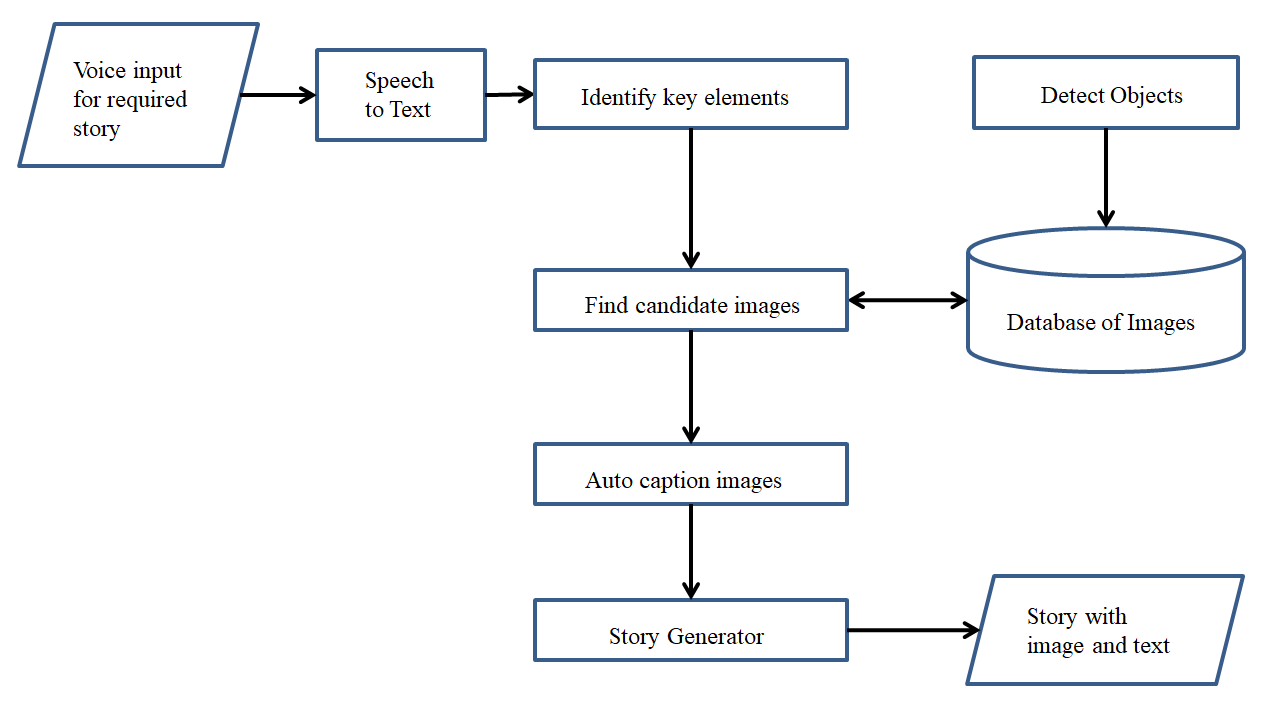 Voice input
for required
story
Speech
to Text
Identify key elements
Detect Objects
Find candidate images
Database of Images
Auto caption images
Story Generator
Story with
image and text